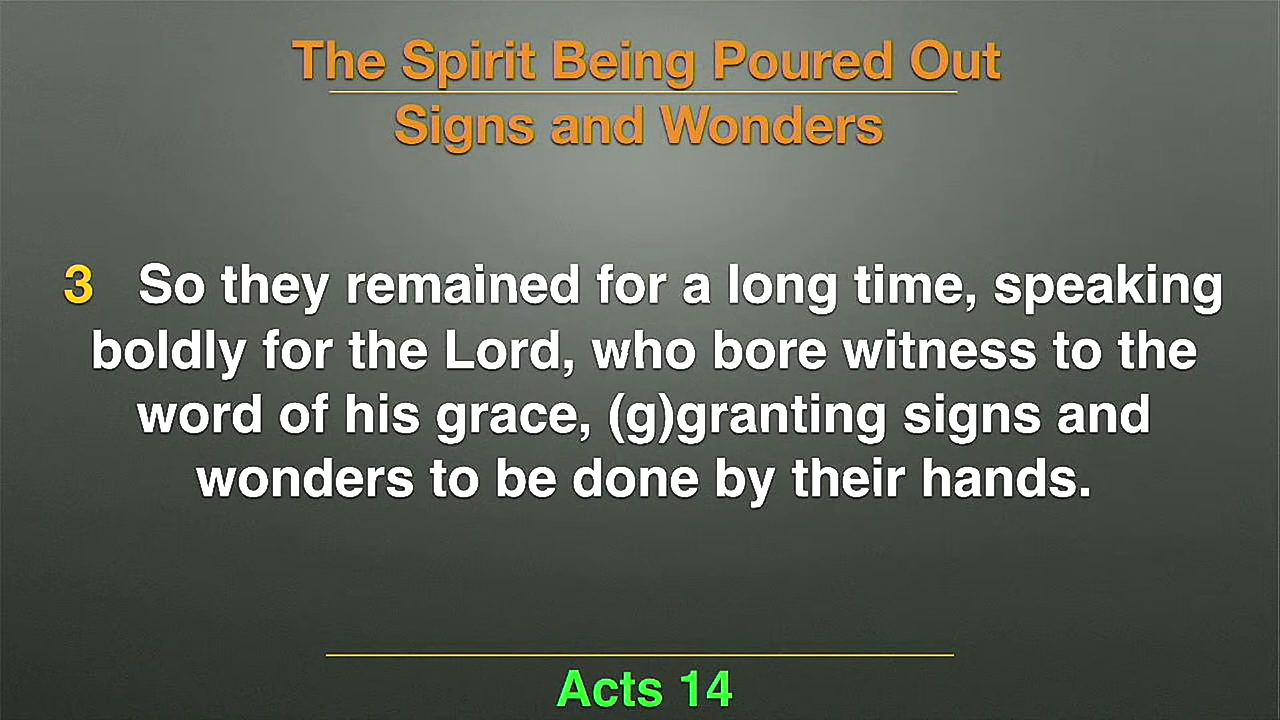 The Spirit Being Poured Out
Signs and Wonders
3 So they remained for a long time, speaking
boldly for the Lord, who bore witness to the
word of his grace, (g)granting signs and
wonders to be done by their hands.
Acts 14